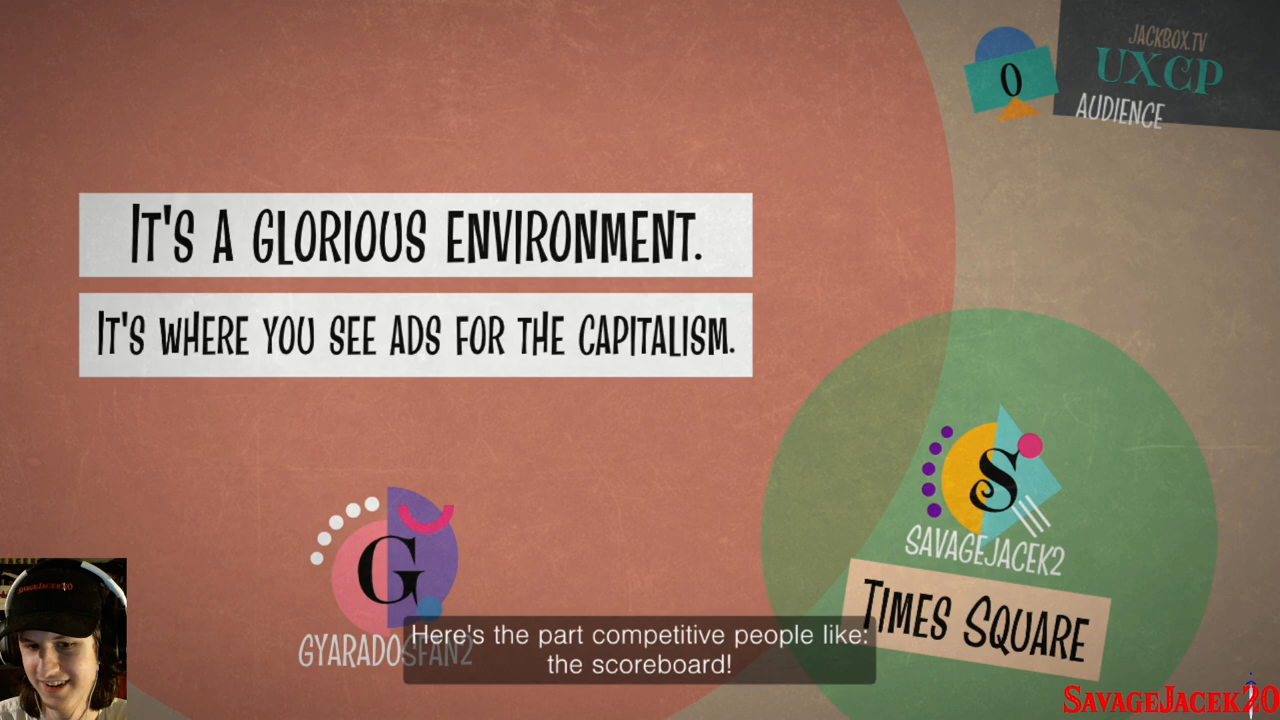 JACKBOX.TV
UXCP
0
AUDIENCE
IT'S A GLORIOUS ENVIRONMENT.
IT'S WHERE YOU SEE ADS FOR THE CAPITALISM.
S
SAVAGEJACEK2
TIMES SQUARE
G
GYARADOSFAN2
Here's the part competitive people like:
the scoreboard!
SAVAGEJACEK20
SAVAGEJACEK20